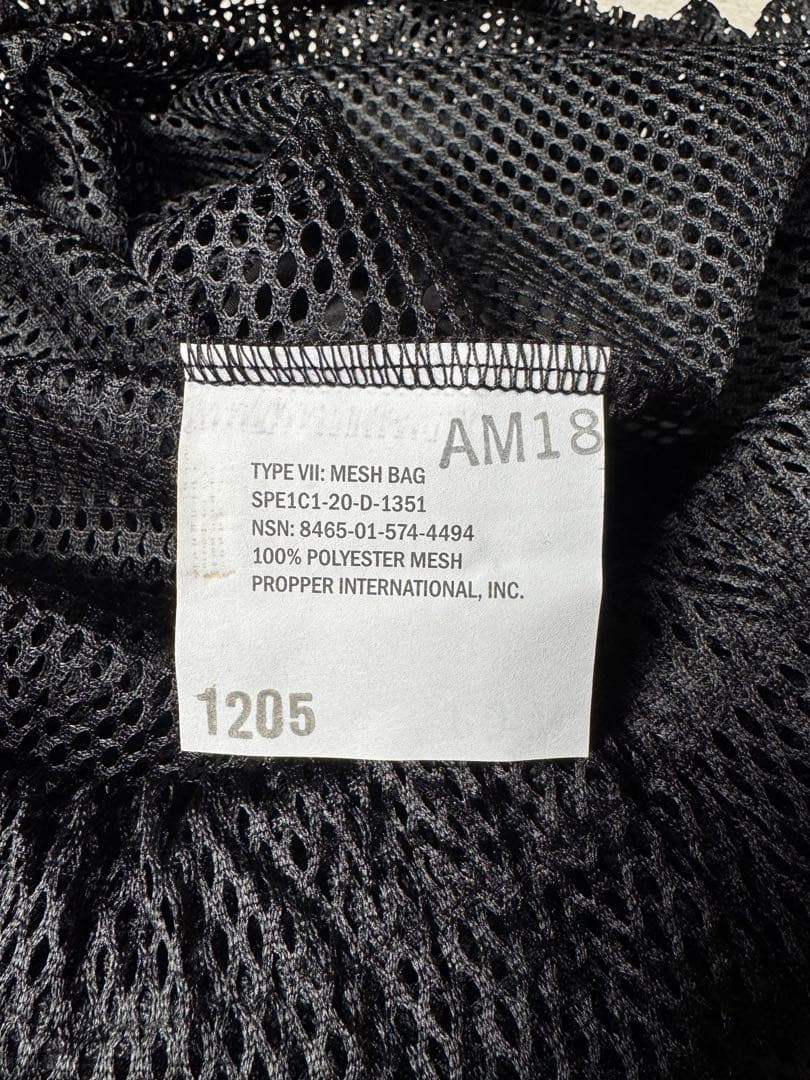 AM18
TYPE VII: MESH BAG
SPE1C1-20-D-1351
NSN: 8465-01-574-4494
100% POLYESTER MESH
PROPPER INTERNATIONAL, INC.
1205